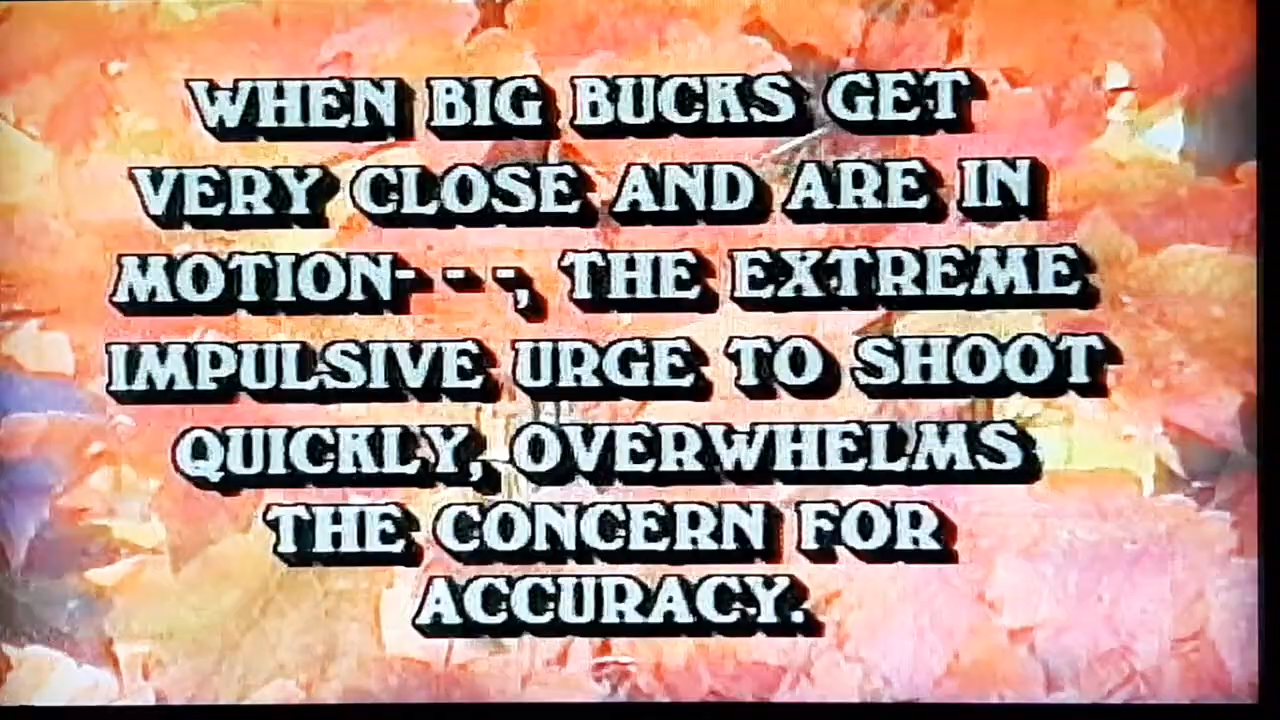 WHEN BIG BUCKS GET
VERY CLOSE AND ARE IN
MOTION- - -, THE EXTREME
IMPULSIVE URGE TO SHOOT
QUICKLY, OVERWHELMS
THE CONCERN FOR
ACCURACY.